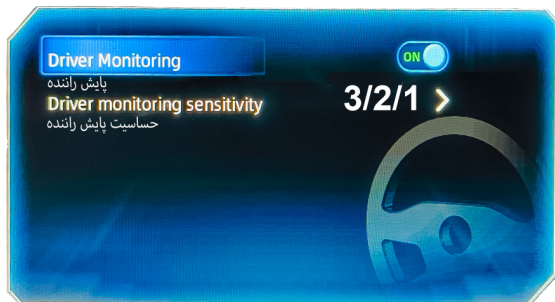 Driver Monitoring
ON
پایش راننده
Driver monitoring sensitivity
3/2/1 >
حساسیت پایش راننده